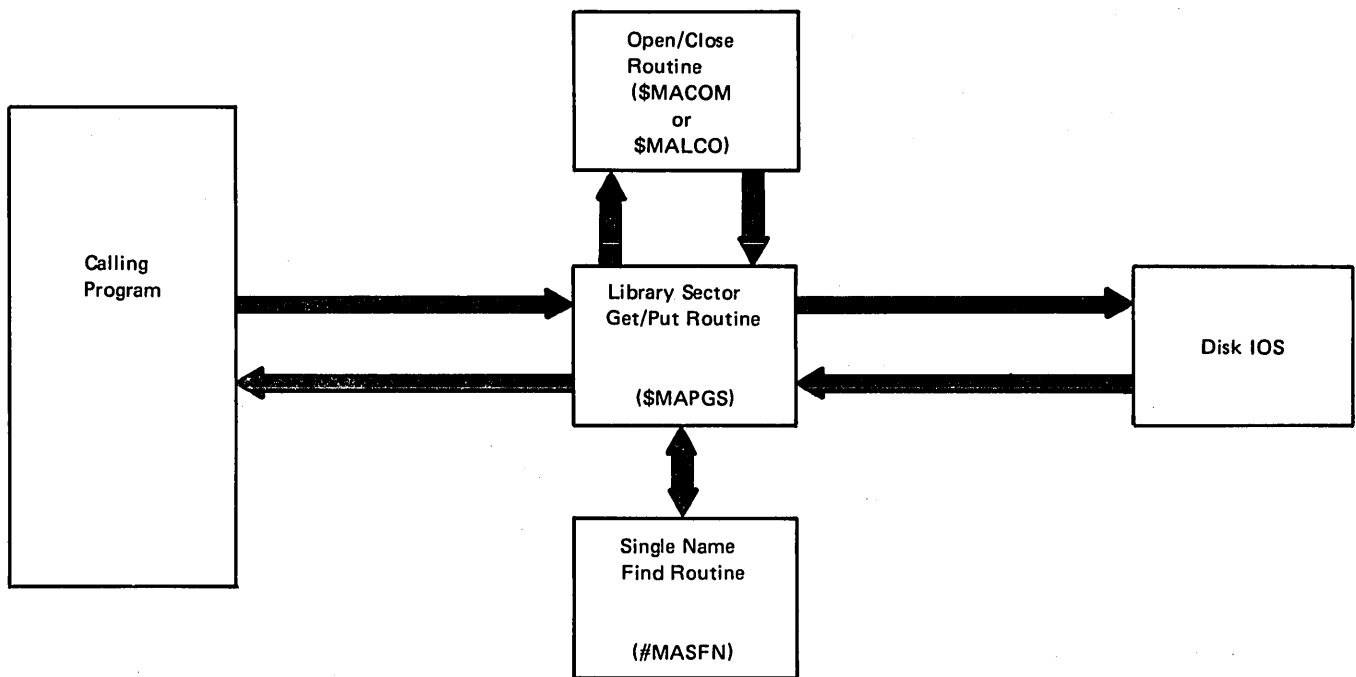 Open/Close
Routine
($MACOM
or
$MALCO)
Calling
Program
Library Sector
Get/Put Routine
($MAPGS)
Disk IOS
Single Name
Find Routine
(#MASFN)